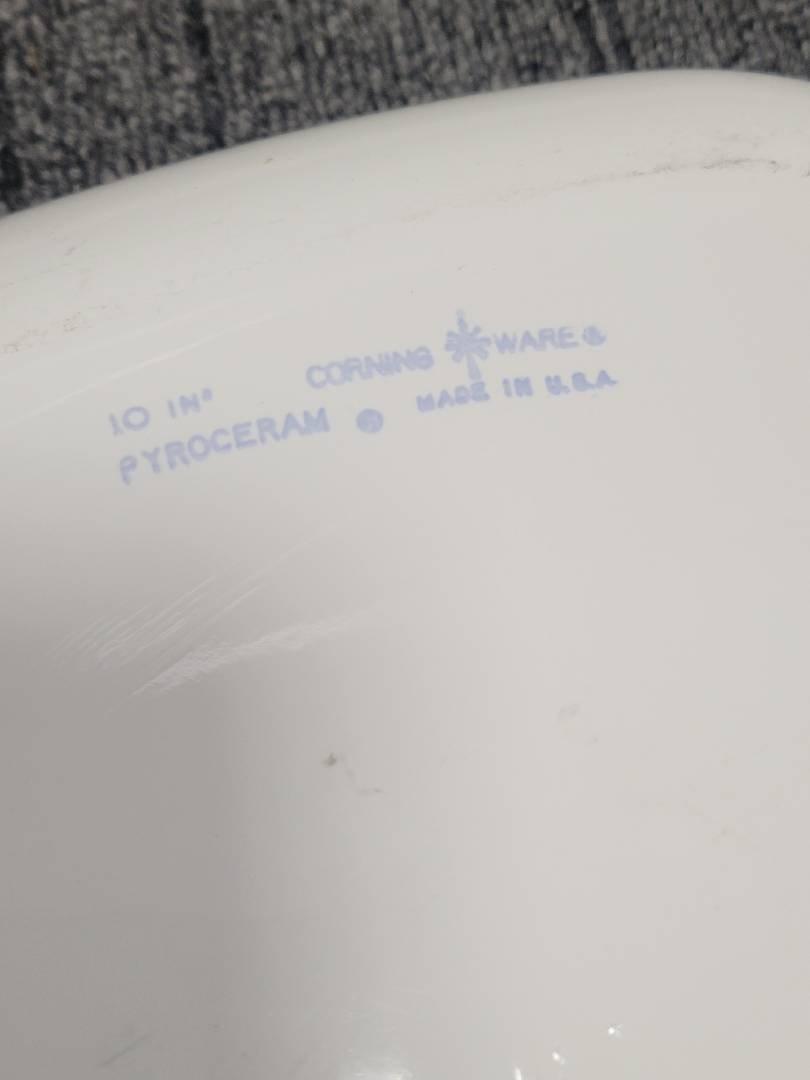 10 IN. CORNING WARE®
PYROCERAM ® MADE IN U.S.A.